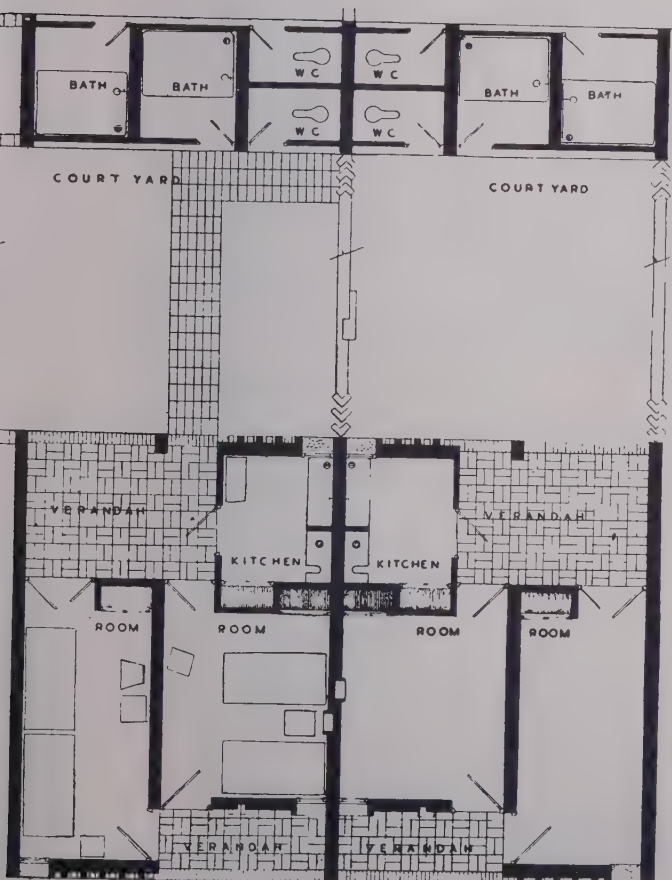 BATH BATH WC WC BATH BATH
WC WC
COURT YARD COURT YARD
VERANDAH VERANDAH
KITCHEN KITCHEN
ROOM ROOM ROOM ROOM
VERANDAH VERANDAH